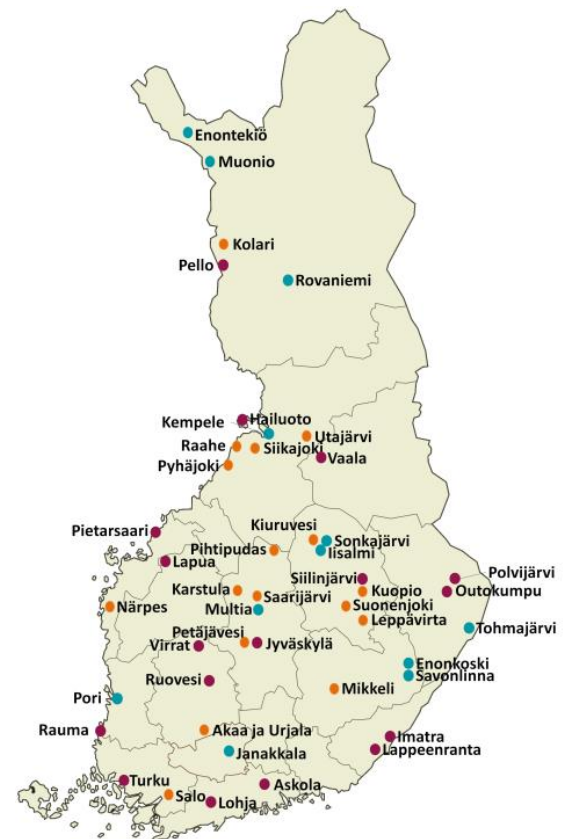 Enontekiö
Muonio
Kolari
Pello
Rovaniemi
Hailuoto
Kempele
Utajärvi
Raahe
Siikajoki
Vaala
Pyhäjoki
Kiuruvesi
Pietarsaari
Sonkajärvi
Pihtipudas
Iisalmi
Lapua
Siilinjärvi
Polvijärvi
Karstula
Kuopio
Outokumpu
Saarijärvi
Närpes
Suonenjoki
Multia
Leppävirta
Tohmajärvi
Petäjävesi
Virrat
Jyväskylä
Enonkoski
Savonlinna
Ruovesi
Mikkeli
Pori
Rauma
Akaa ja Urjala
Imatra
Lappeenranta
Janakkala
Turku
Askola
Salo
Lohja